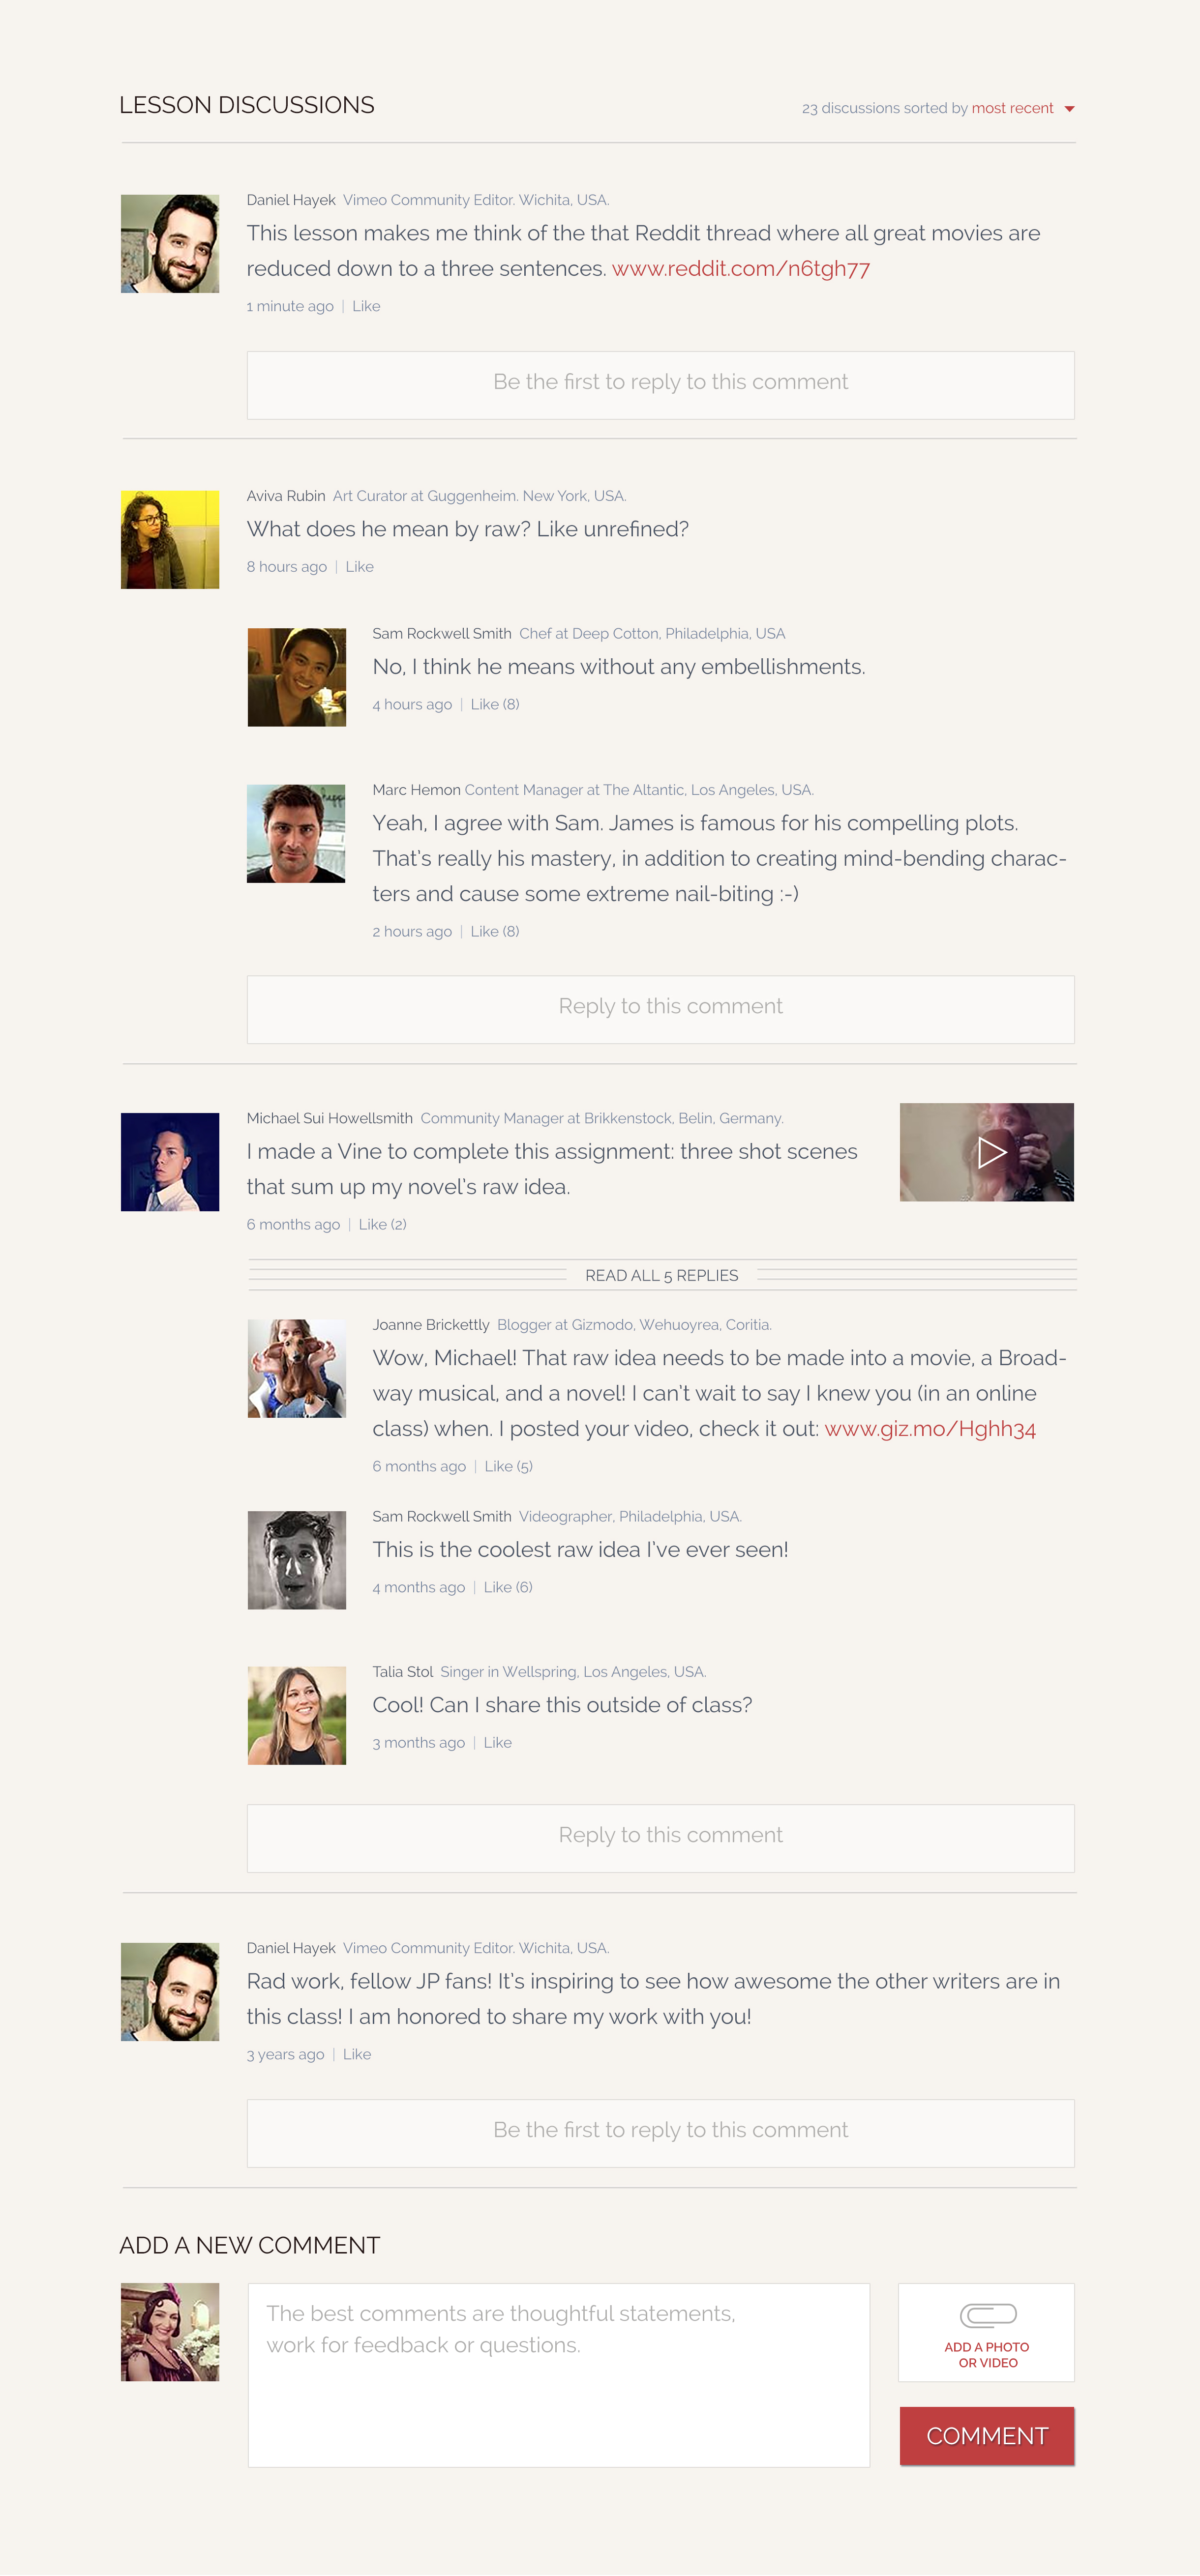 LESSON DISCUSSIONS
23 discussions sorted by most recent
Daniel Hayek Vimeo Community Editor. Wichita, USA.
This lesson makes me think of the that Reddit thread where all great movies are
reduced down to a three sentences. www.reddit.com/n6tgh77
1 minute ago | Like
Be the first to reply to this comment
Aviva Rubin Art Curator at Guggenheim. New York, USA.
What does he mean by raw? Like unrefined?
8 hours ago | Like
Sam Rockwell Smith Chef at Deep Cotton, Philadelphia, USA
No, I think he means without any embellishments.
4 hours ago | Like (8)
Marc Hemon Content Manager at The Altantic, Los Angeles, USA.
Yeah, I agree with Sam. James is famous for his compelling plots.
That's really his mastery, in addition to creating mind-bending charac-
ters and cause some extreme nail-biting :-)
2 hours ago | Like (8)
Reply to this comment
Michael Sui Howellsmith Community Manager at Brikkenstock, Belin, Germany.
I made a Vine to complete this assignment: three shot scenes
that sum up my novel's raw idea.
6 months ago | Like (2)
READ ALL 5 REPLIES
Joanne Brickettly Blogger at Gizmodo, Wehuoyrea, Coritia.
Wow, Michael! That raw idea needs to be made into a movie, a Broad-
way musical, and a novel! I can't wait to say I knew you (in an online
class) when. I posted your video, check it out: www.giz.mo/Hghh34
6 months ago | Like (5)
Sam Rockwell Smith Videographer, Philadelphia, USA.
This is the coolest raw idea I've ever seen!
4 months ago | Like (6)
Talia Stol Singer in Wellspring, Los Angeles, USA.
Cool! Can I share this outside of class?
3 months ago | Like
Reply to this comment
Daniel Hayek Vimeo Community Editor. Wichita, USA.
Rad work, fellow JP fans! It's inspiring to see how awesome the other writers are in
this class! I am honored to share my work with you!
3 years ago | Like
Be the first to reply to this comment
ADD A NEW COMMENT
The best comments are thoughtful statements,
work for feedback or questions.
ADD A PHOTO
OR VIDEO
COMMENT